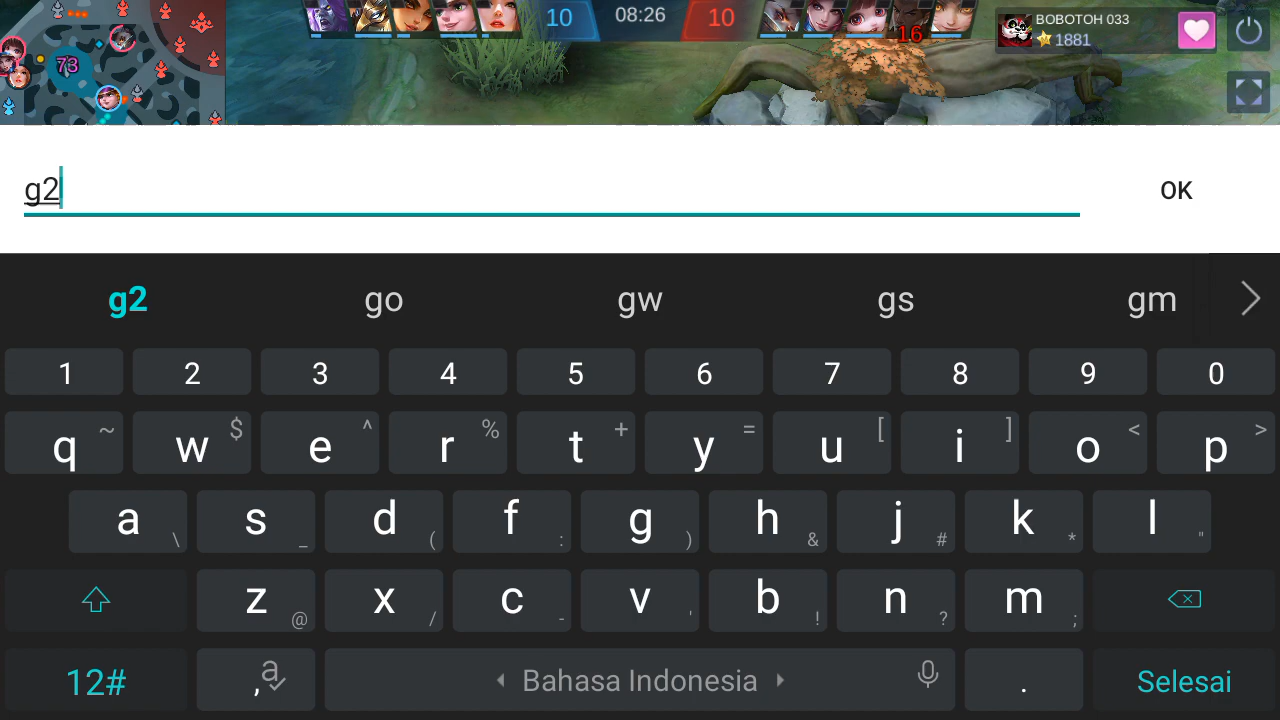 10 08:26 10
16
BOBOTOH 033
1881
73
g2
OK
g2 go gw gs gm
1 2 3 4 5 6 7 8 9 0
q ~ w $ e ^ r % t + y = u [ i ] o < p >
a \ s _ d ( f : g ) h & j # k * l "
z @ x / c - v ' b ! n ? m ;
12# , a Bahasa Indonesia . Selesai